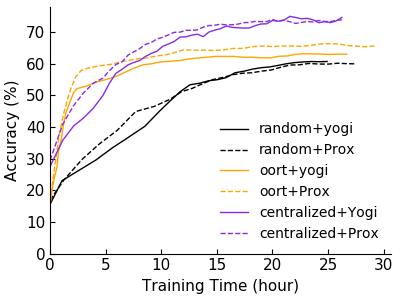 Accuracy (%)
70
60
50
40
30
20
10
0
random+yogi
random+Prox
oort+yogi
oort+Prox
centralized+Yogi
centralized+Prox
0 5 10 15 20 25 30
Training Time (hour)